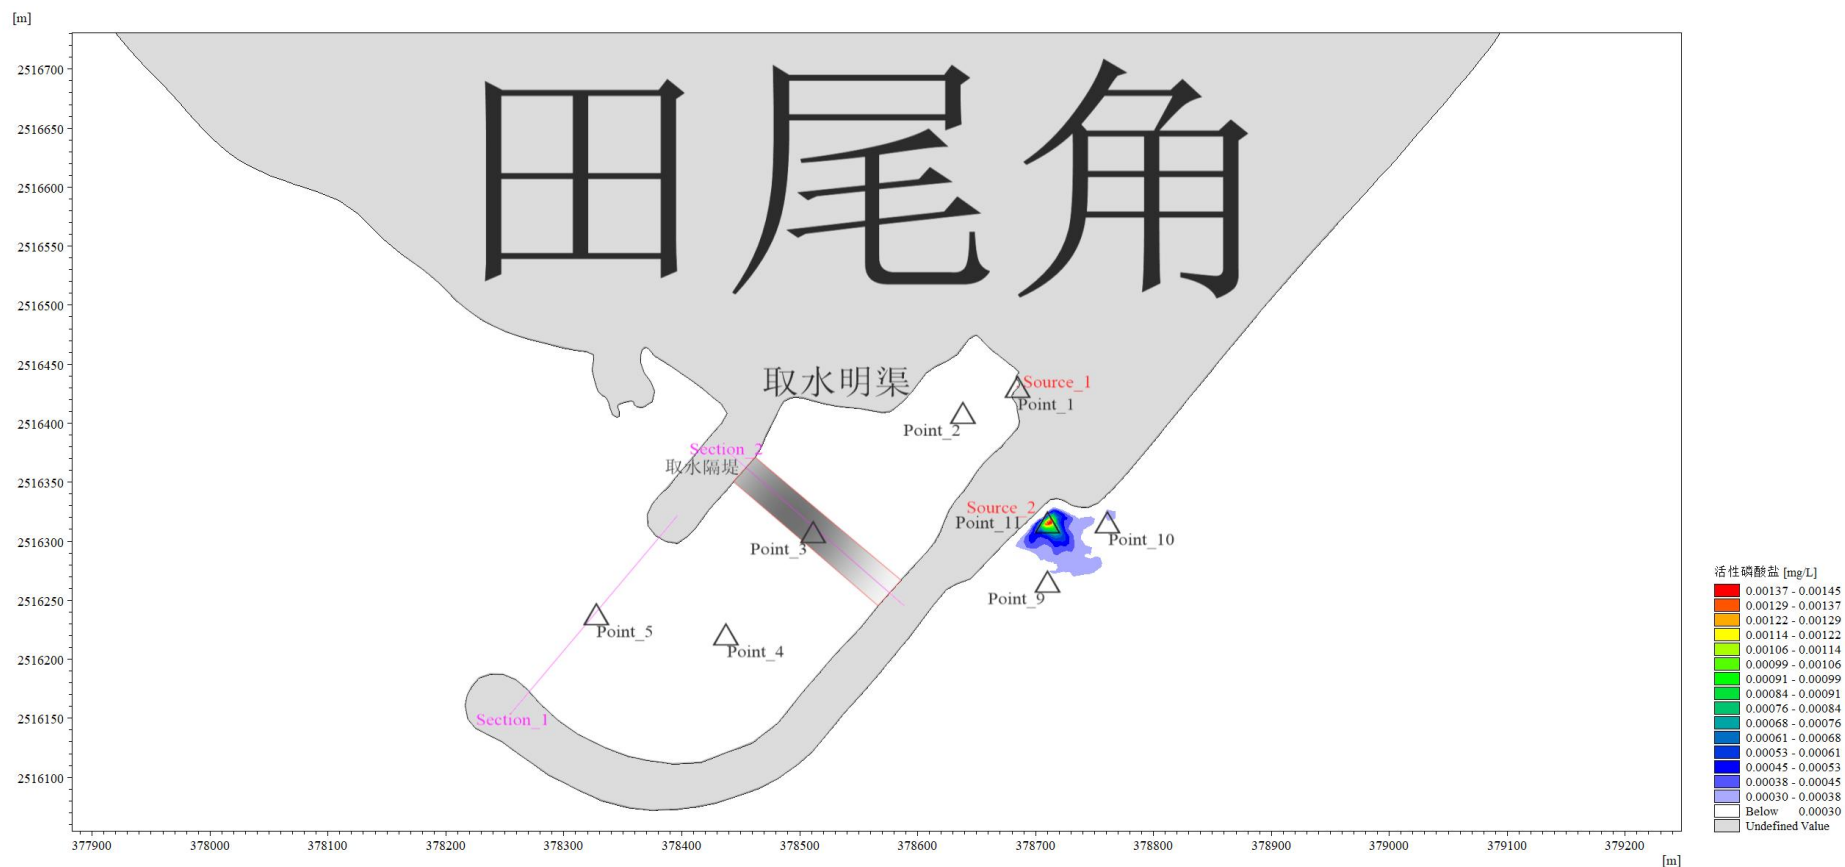 [m]
2516700
2516650
2516600
2516550
2516500
2516450
2516400
2516350
2516300
2516250
2516200
2516150
2516100
田尾角
取水明渠
Source_1
Point_1
Point_2
Section_2
取水隔堤
Source_2
Point_11
Point_10
Point_3
Point_9
Point_5
Point_4
Section_1
活性磷酸盐 [mg/L]
0.00137 - 0.00145
0.00129 - 0.00137
0.00122 - 0.00129
0.00114 - 0.00122
0.00106 - 0.00114
0.00099 - 0.00106
0.00091 - 0.00099
0.00084 - 0.00091
0.00076 - 0.00084
0.00068 - 0.00076
0.00061 - 0.00068
0.00053 - 0.00061
0.00045 - 0.00053
0.00038 - 0.00045
0.00030 - 0.00038
Below 0.00030
Undefined Value
377900 378000 378100 378200 378300 378400 378500 378600 378700 378800 378900 379000 379100 379200
[m]